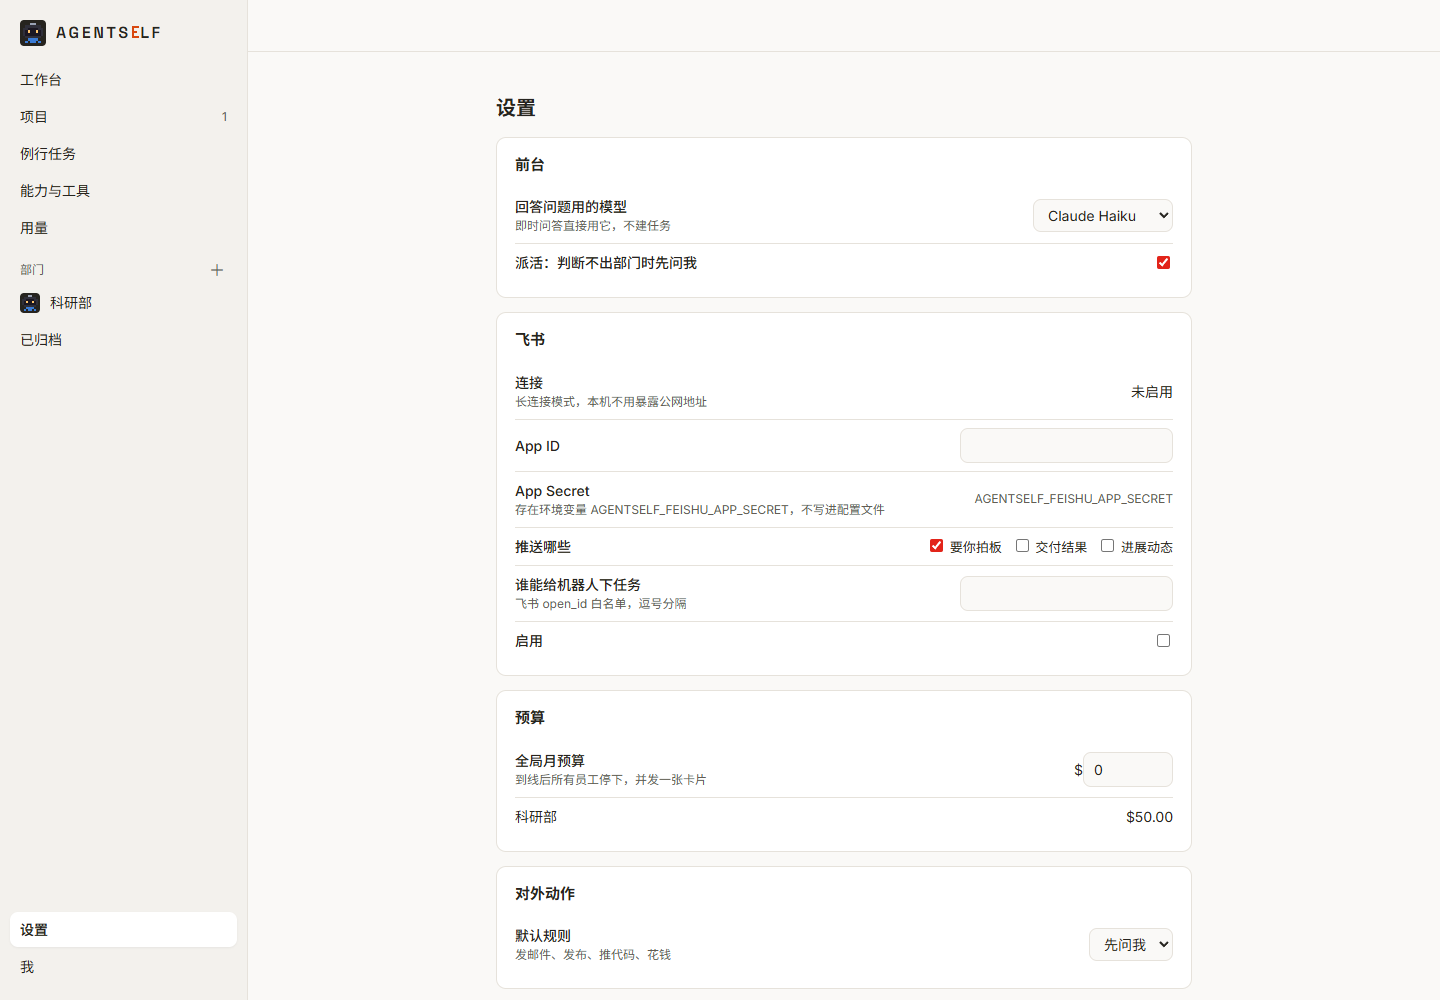 AGENTSELF
工作台
项目 1
例行任务
能力与工具
用量
部门
科研部
已归档
设置
我
设置
前台
回答问题用的模型
即时问答直接用它，不建任务
Claude Haiku
派活：判断不出部门时先问我
飞书
连接
长连接模式，本机不用暴露公网地址
未启用
App ID
App Secret
存在环境变量 AGENTSELF_FEISHU_APP_SECRET，不写进配置文件
AGENTSELF_FEISHU_APP_SECRET
推送哪些
要你拍板 交付结果 进展动态
谁能给机器人下任务
飞书 open_id 白名单，逗号分隔
启用
预算
全局月预算
到线后所有员工停下，并发一张卡片
$ 0
科研部 $50.00
对外动作
默认规则
发邮件、发布、推代码、花钱
先问我